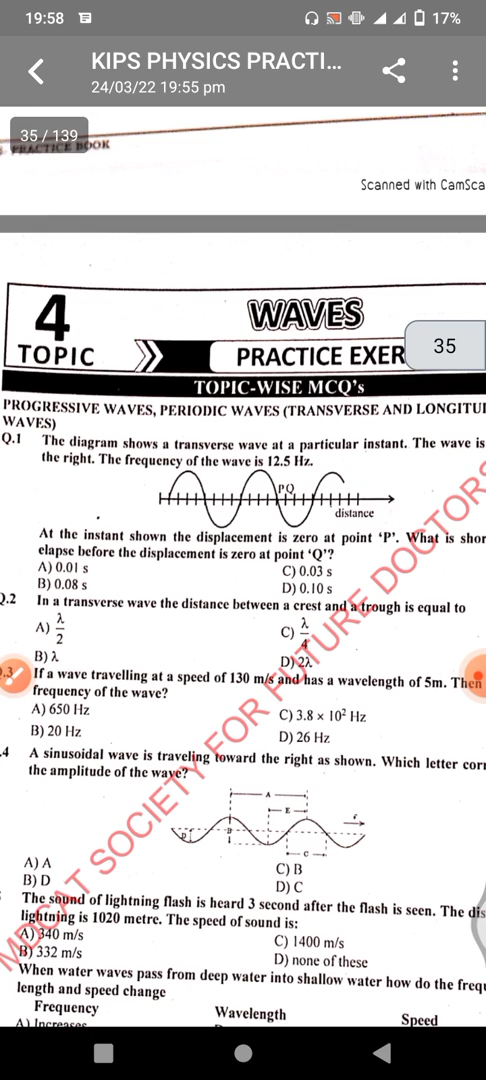 19:58
17%
KIPS PHYSICS PRACTI...
24/03/22 19:55 pm
35 / 139
PRACTICE BOOK
Scanned with CamSca
4
TOPIC
WAVES
PRACTICE EXER
35
TOPIC-WISE MCQ's
PROGRESSIVE WAVES, PERIODIC WAVES (TRANSVERSE AND LONGITU
WAVES)
Q.1 The diagram shows a transverse wave at a particular instant. The wave is
the right. The frequency of the wave is 12.5 Hz.
PQ
distance
At the instant shown the displacement is zero at point 'P'. What is shor
elapse before the displacement is zero at point 'Q'?
A) 0.01 s C) 0.03 s
B) 0.08 s D) 0.10 s
Q.2 In a transverse wave the distance between a crest and a trough is equal to
A) λ/2 C) λ/4
B) λ D) 2λ
.3 If a wave travelling at a speed of 130 m/s and has a wavelength of 5m. Then
frequency of the wave?
A) 650 Hz C) 3.8 × 10² Hz
B) 20 Hz D) 26 Hz
.4 A sinusoidal wave is traveling toward the right as shown. Which letter corr
the amplitude of the wave?
A
E
B
D
C
A) A C) B
B) D D) C
The sound of lightning flash is heard 3 second after the flash is seen. The dis
lightning is 1020 metre. The speed of sound is:
A) 340 m/s C) 1400 m/s
B) 332 m/s D) none of these
When water waves pass from deep water into shallow water how do the frequ
length and speed change
Frequency Wavelength Speed
A) Increases
MDCAT SOCIETY FOR FUTURE DOCTORS